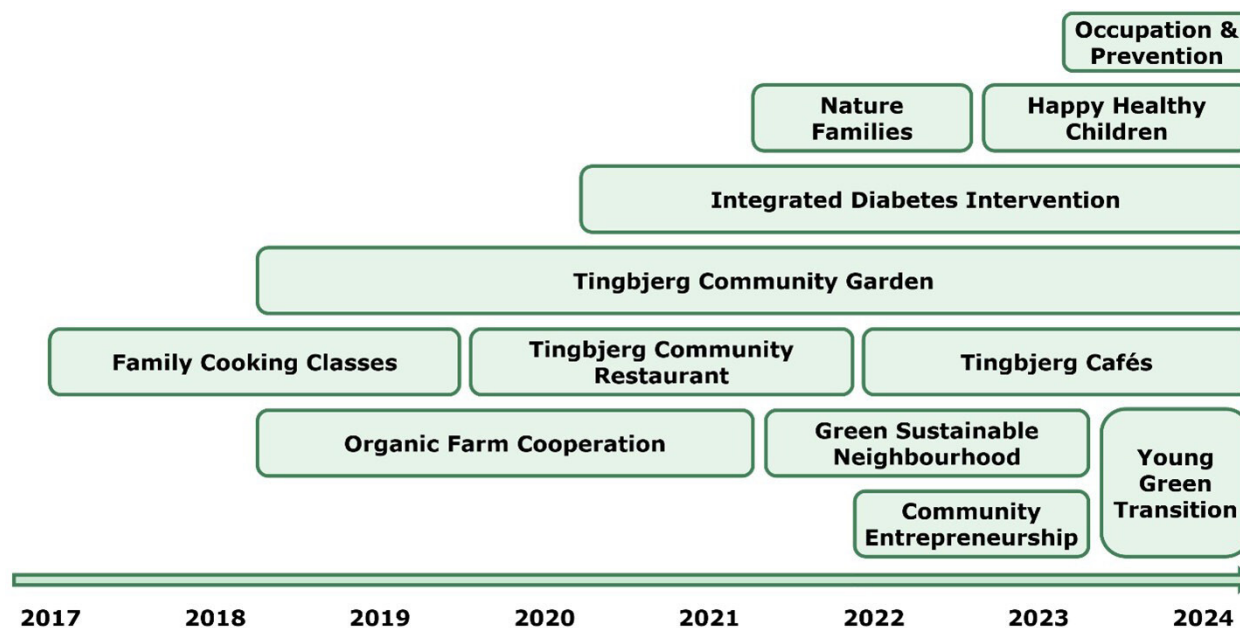 Occupation &
Prevention
Nature
Families
Happy Healthy
Children
Integrated Diabetes Intervention
Tingbjerg Community Garden
Family Cooking Classes
Tingbjerg Community
Restaurant
Tingbjerg Cafés
Organic Farm Cooperation
Green Sustainable
Neighbourhood
Young
Green
Transition
Community
Entrepreneurship
2017 2018 2019 2020 2021 2022 2023 2024